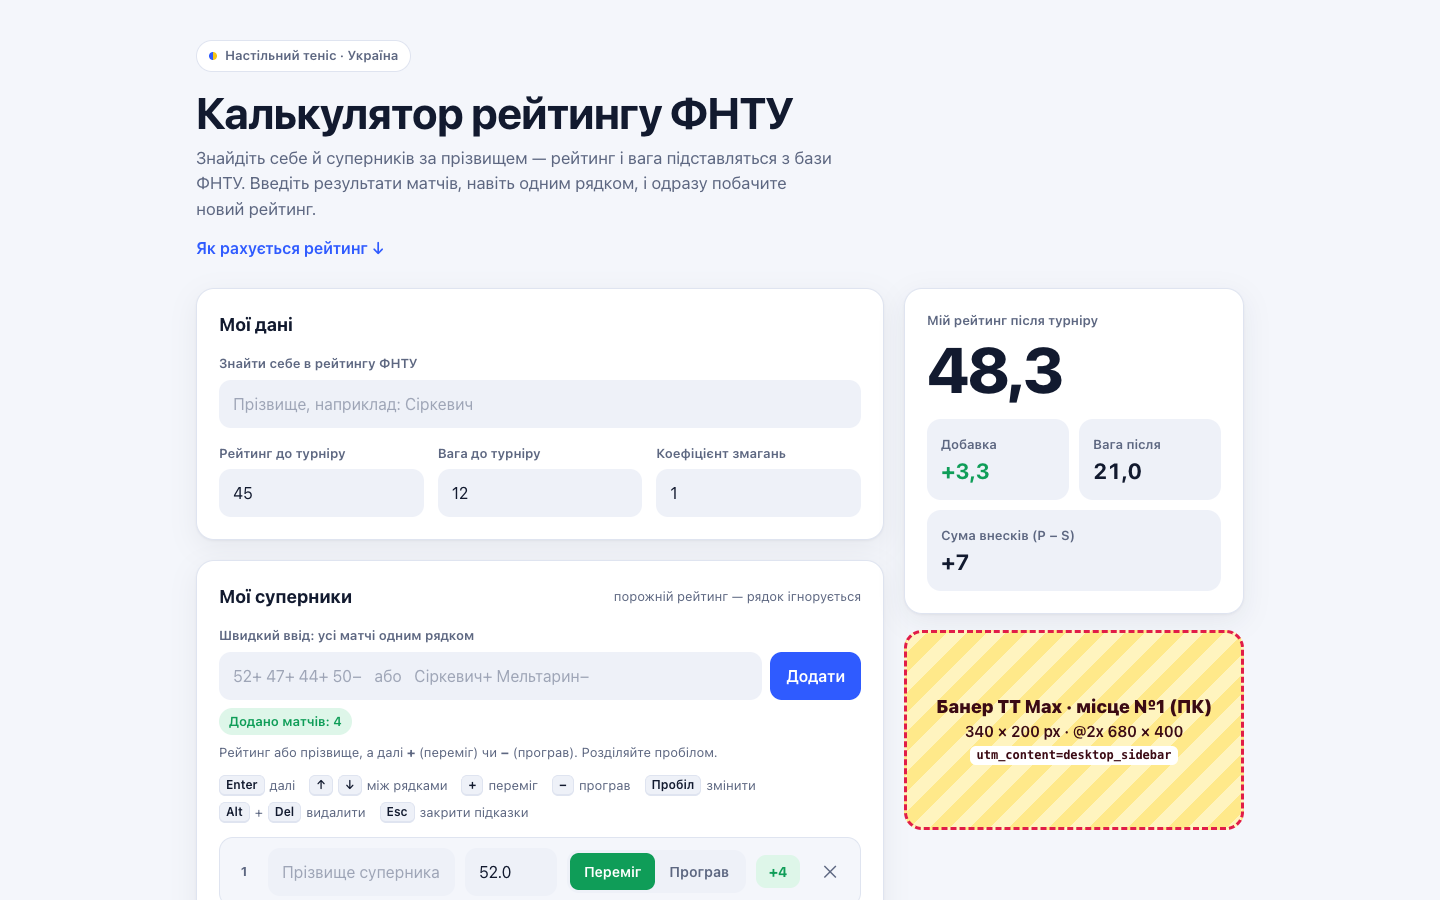 Настільний теніс · Україна
Калькулятор рейтингу ФНТУ
Знайдіть себе й суперників за прізвищем — рейтинг і вага підставляться з бази
ФНТУ. Введіть результати матчів, навіть одним рядком, і одразу побачите
новий рейтинг.
Як рахується рейтинг ↓
Мої дані
Знайти себе в рейтингу ФНТУ
Прізвище, наприклад: Сіркевич
Рейтинг до турніру
Вага до турніру
Коефіцієнт змагань
45
12
1
Мої суперники
порожній рейтинг — рядок ігнорується
Швидкий ввід: усі матчі одним рядком
52+ 47+ 44+ 50− або Сіркевич+ Мельтарин−
Додати
Додано матчів: 4
Рейтинг або прізвище, а далі + (переміг) чи − (програв). Розділяйте пробілом.
Enter далі ↑ ↓ між рядками + переміг − програв Пробіл змінити
Alt + Del видалити Esc закрити підказки
1 Прізвище суперника 52.0 Переміг Програв +4 ×
Мій рейтинг після турніру
48,3
Добавка
+3,3
Вага після
21,0
Сума внесків (P − S)
+7
Банер TT Max · місце №1 (ПК)
340 × 200 px · @2x 680 × 400
utm_content=desktop_sidebar